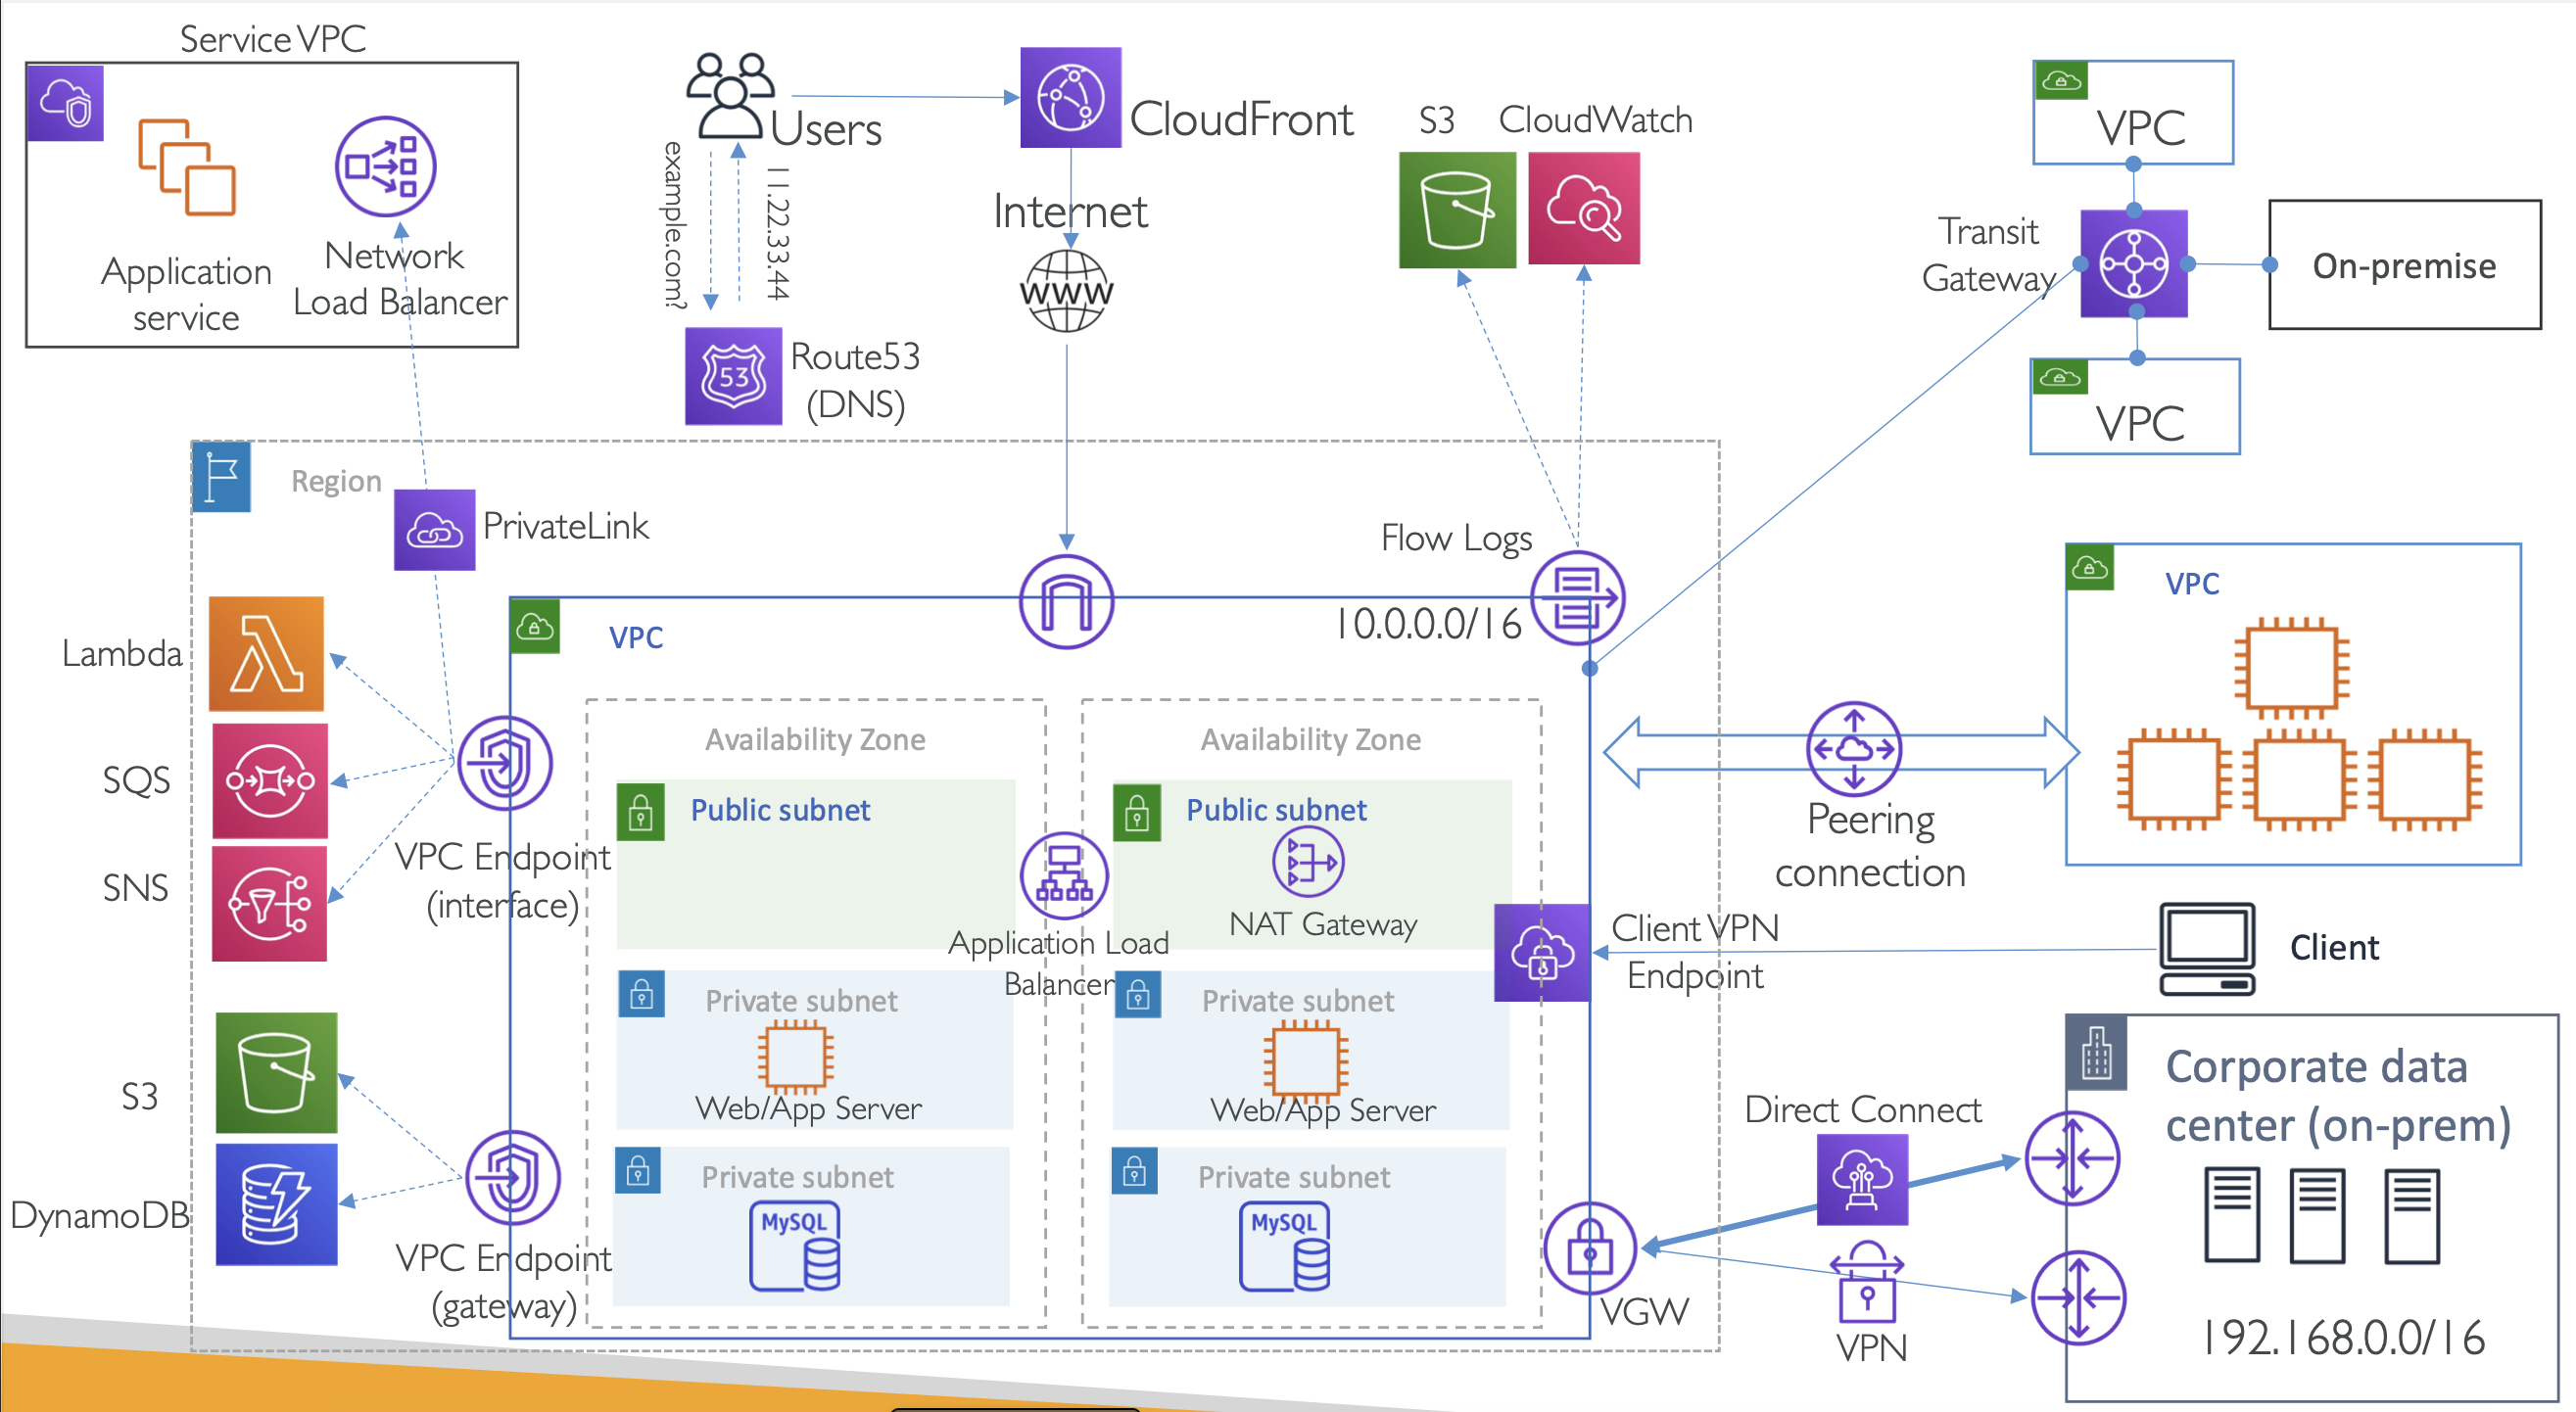 Service VPC
Application
service
Network
Load Balancer
Users
example.com?
11.22.33.44
53
Route53
(DNS)
CloudFront
Internet
WWW
S3
CloudWatch
VPC
Transit
Gateway
On-premise
VPC
Region
PrivateLink
Flow Logs
10.0.0.0/16
VPC
Lambda
SQS
SNS
VPC Endpoint
(interface)
S3
DynamoDB
VPC Endpoint
(gateway)
Availability Zone
Public subnet
Private subnet
Web/App Server
Private subnet
MySQL
Application Load
Balancer
Availability Zone
Public subnet
NAT Gateway
Private subnet
Web/App Server
Private subnet
MySQL
Peering
connection
VPC
Client VPN
Endpoint
Client
Direct Connect
VGW
VPN
Corporate data
center (on-prem)
192.168.0.0/16